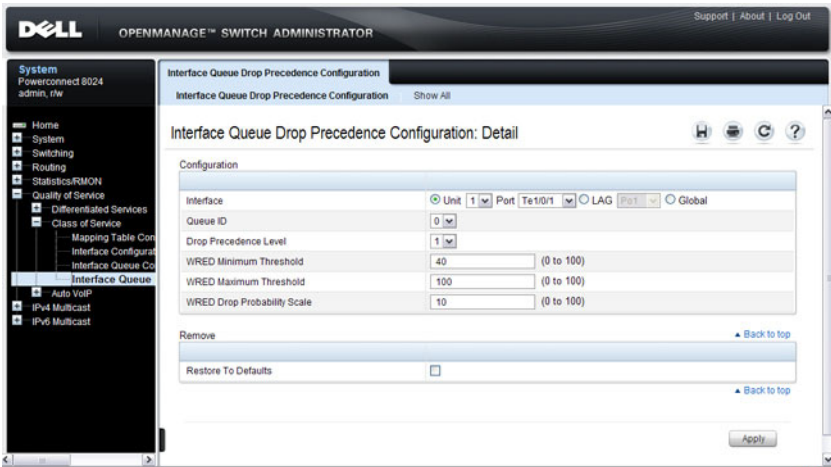 Support | About | Log Out
DELL OPENMANAGE™ SWITCH ADMINISTRATOR
System
Powerconnect 8024
admin, r/w
Home
System
Switching
Routing
Statistics/RMON
Quality of Service
Differentiated Services
Class of Service
Mapping Table Con
Interface Configurat
Interface Queue Co
Interface Queue
Auto VoIP
IPv4 Multicast
IPv6 Multicast
Interface Queue Drop Precedence Configuration
Interface Queue Drop Precedence Configuration Show All
Interface Queue Drop Precedence Configuration: Detail
Configuration
Interface Unit 1 Port Te1/0/1 LAG Po1 Global
Queue ID 0
Drop Precedence Level 1
WRED Minimum Threshold 40 (0 to 100)
WRED Maximum Threshold 100 (0 to 100)
WRED Drop Probability Scale 10 (0 to 100)
Remove Back to top
Restore To Defaults
Back to top
Apply